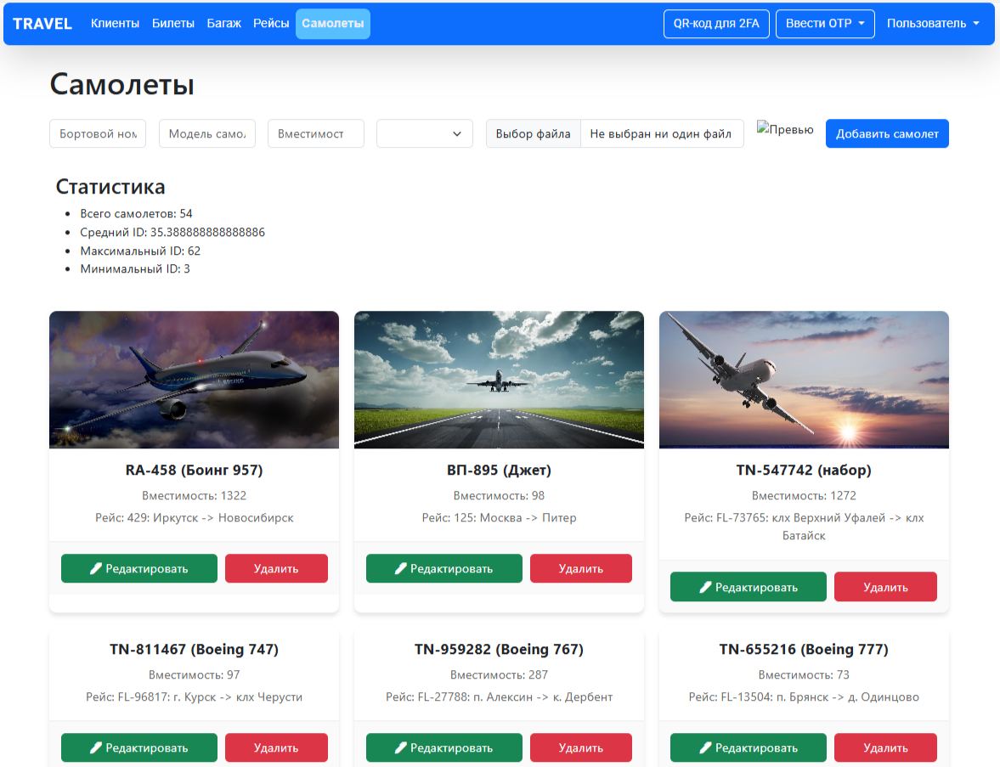 TRAVEL Клиенты Билеты Багаж Рейсы Самолеты QR-код для 2FA Ввести OTP Пользователь
Самолеты
Бортовой ном Модель само Вместимост Выбор файла Не выбран ни один файл Превью Добавить самолет
Статистика
Всего самолетов: 54
Средний ID: 35.388888888888886
Максимальный ID: 62
Минимальный ID: 3
BOEING
RA-458 (Боинг 957) ВП-895 (Джет) TN-547742 (набор)
Вместимость: 1322 Вместимость: 98 Вместимость: 1272
Рейс: 429: Иркутск -> Новосибирск Рейс: 125: Москва -> Питер Рейс: FL-73765: клх Верхний Уфалей -> клх
Батайск
Редактировать Удалить Редактировать Удалить Редактировать Удалить
TN-811467 (Boeing 747) TN-959282 (Boeing 767) TN-655216 (Boeing 777)
Вместимость: 97 Вместимость: 287 Вместимость: 73
Рейс: FL-96817: г. Курск -> клх Черусти Рейс: FL-27788: п. Алексин -> к. Дербент Рейс: FL-13504: п. Брянск -> д. Одинцово
Редактировать Удалить Редактировать Удалить Редактировать Удалить